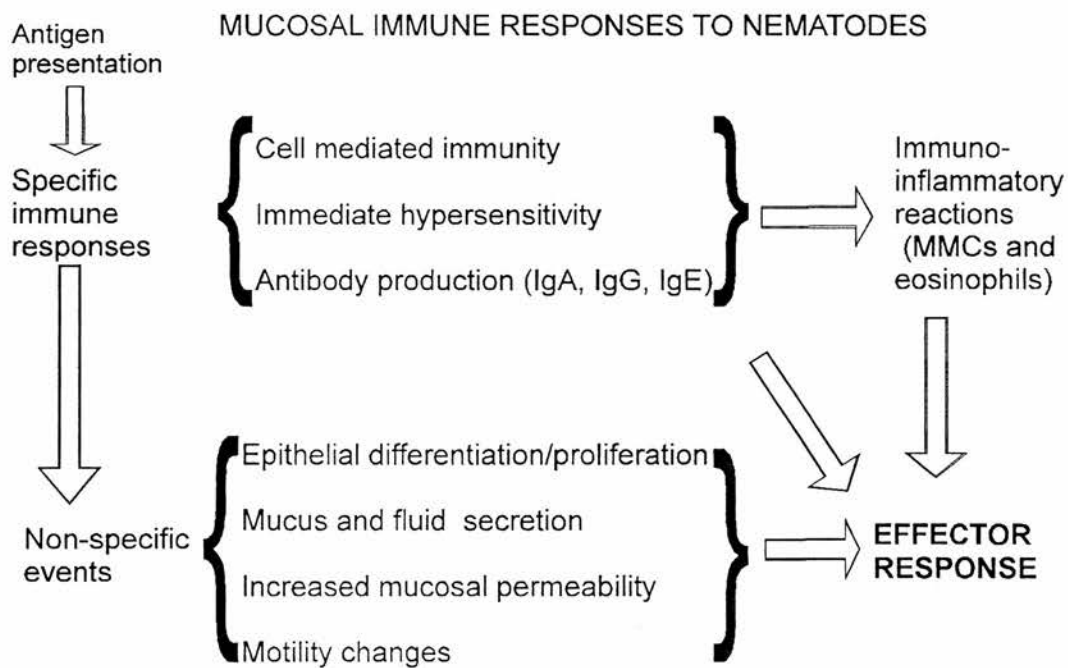 MUCOSAL IMMUNE RESPONSES TO NEMATODES
Antigen
presentation
Specific
immune
responses
Cell mediated immunity
Immediate hypersensitivity
Antibody production (IgA, IgG, IgE)
Immuno-
inflammatory
reactions
(MMCs and
eosinophils)
Non-specific
events
Epithelial differentiation/proliferation
Mucus and fluid secretion
Increased mucosal permeability
Motility changes
EFFECTOR
RESPONSE